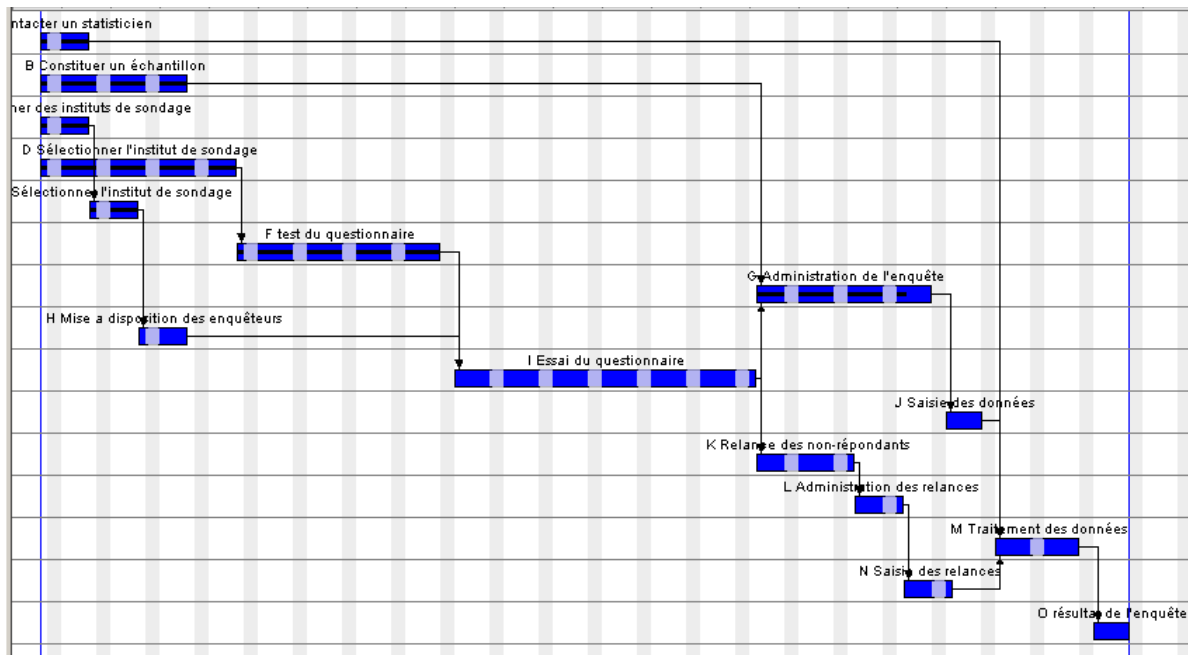 ntacter un statisticien
B Constituer un échantillon
ner des instituts de sondage
D Sélectionner l'institut de sondage
Sélectionner l'institut de sondage
F test du questionnaire
G Administration de l'enquête
H Mise a disposition des enquêteurs
I Essai du questionnaire
J Saisie des données
K Relance des non-répondants
L Administration des relances
M Traitement des données
N Saisie des relances
O résultat de l'enquête